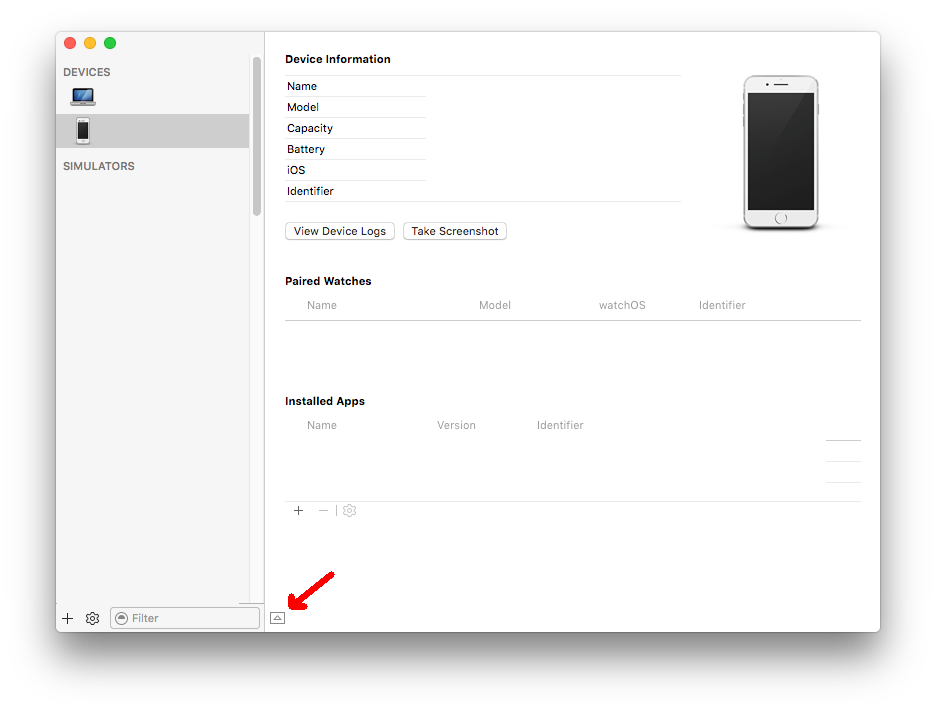 DEVICES
SIMULATORS
Filter
Device Information
Name
Model
Capacity
Battery
iOS
Identifier
View Device Logs Take Screenshot
Paired Watches
Name Model watchOS Identifier
Installed Apps
Name Version Identifier